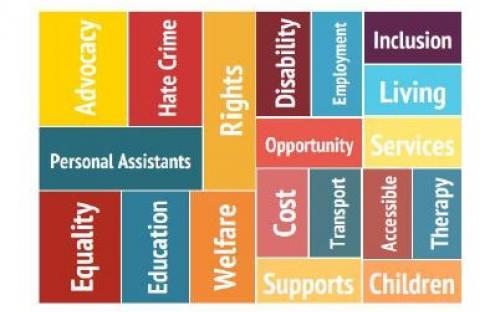 Advocacy
Hate Crime
Rights
Disability
Employment
Inclusion
Living
Personal Assistants
Opportunity
Services
Equality
Education
Welfare
Cost
Transport
Accessible
Therapy
Supports
Children